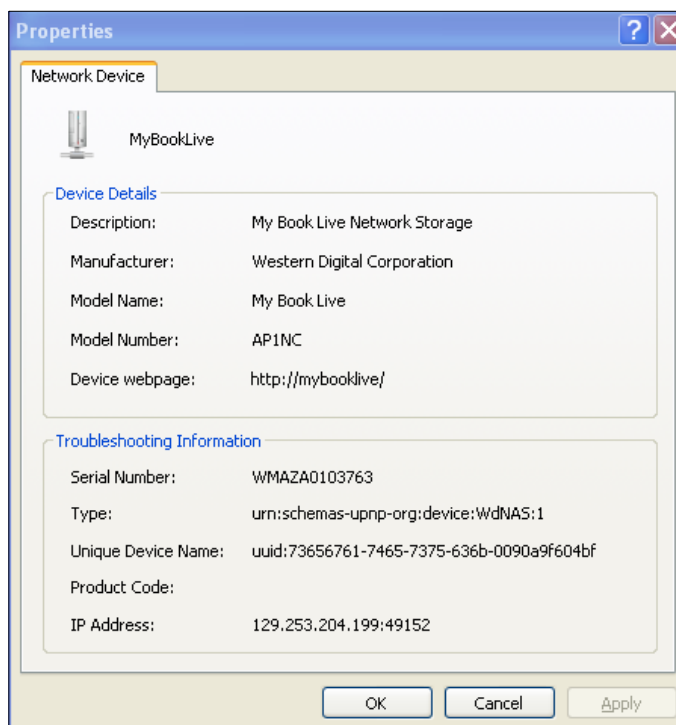 Properties
Network Device
MyBookLive
Device Details
Description: My Book Live Network Storage
Manufacturer: Western Digital Corporation
Model Name: My Book Live
Model Number: AP1NC
Device webpage: http://mybooklive/
Troubleshooting Information
Serial Number: WMAZA0103763
Type: urn:schemas-upnp-org:device:WdNAS:1
Unique Device Name: uuid:73656761-7465-7375-636b-0090a9f604bf
Product Code:
IP Address: 129.253.204.199:49152
OK Cancel Apply